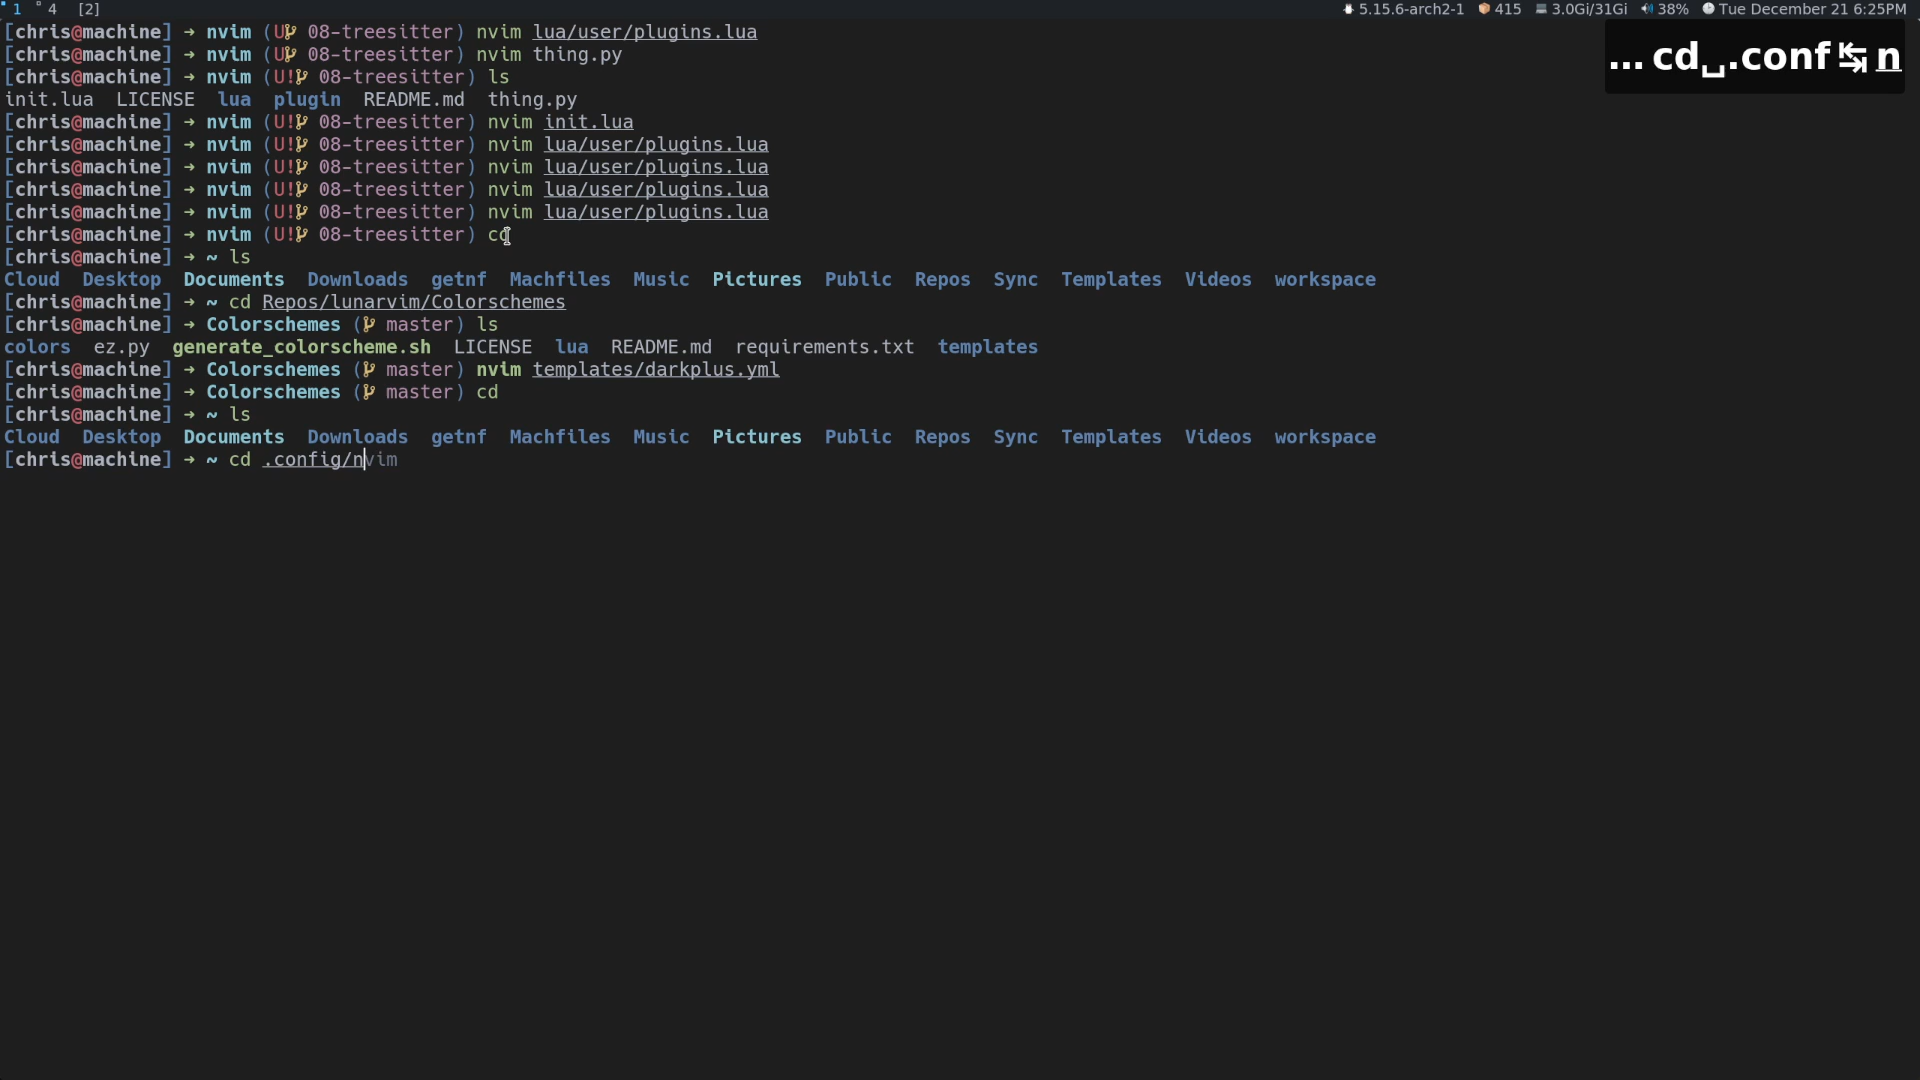 1 4 [2] 5.15.6-arch2-1 415 3.0Gi/31Gi 38% Tue December 21 6:25PM
[chris@machine] → nvim (U 08-treesitter) nvim lua/user/plugins.lua
… cd␣.conf↹n
[chris@machine] → nvim (U 08-treesitter) nvim thing.py
[chris@machine] → nvim (U! 08-treesitter) ls
init.lua LICENSE lua plugin README.md thing.py
[chris@machine] → nvim (U! 08-treesitter) nvim init.lua
[chris@machine] → nvim (U! 08-treesitter) nvim lua/user/plugins.lua
[chris@machine] → nvim (U! 08-treesitter) nvim lua/user/plugins.lua
[chris@machine] → nvim (U! 08-treesitter) nvim lua/user/plugins.lua
[chris@machine] → nvim (U! 08-treesitter) nvim lua/user/plugins.lua
[chris@machine] → nvim (U! 08-treesitter) cd
[chris@machine] → ~ ls
Cloud Desktop Documents Downloads getnf Machfiles Music Pictures Public Repos Sync Templates Videos workspace
[chris@machine] → ~ cd Repos/lunarvim/Colorschemes
[chris@machine] → Colorschemes ( master) ls
colors ez.py generate_colorscheme.sh LICENSE lua README.md requirements.txt templates
[chris@machine] → Colorschemes ( master) nvim templates/darkplus.yml
[chris@machine] → Colorschemes ( master) cd
[chris@machine] → ~ ls
Cloud Desktop Documents Downloads getnf Machfiles Music Pictures Public Repos Sync Templates Videos workspace
[chris@machine] → ~ cd .config/nvim